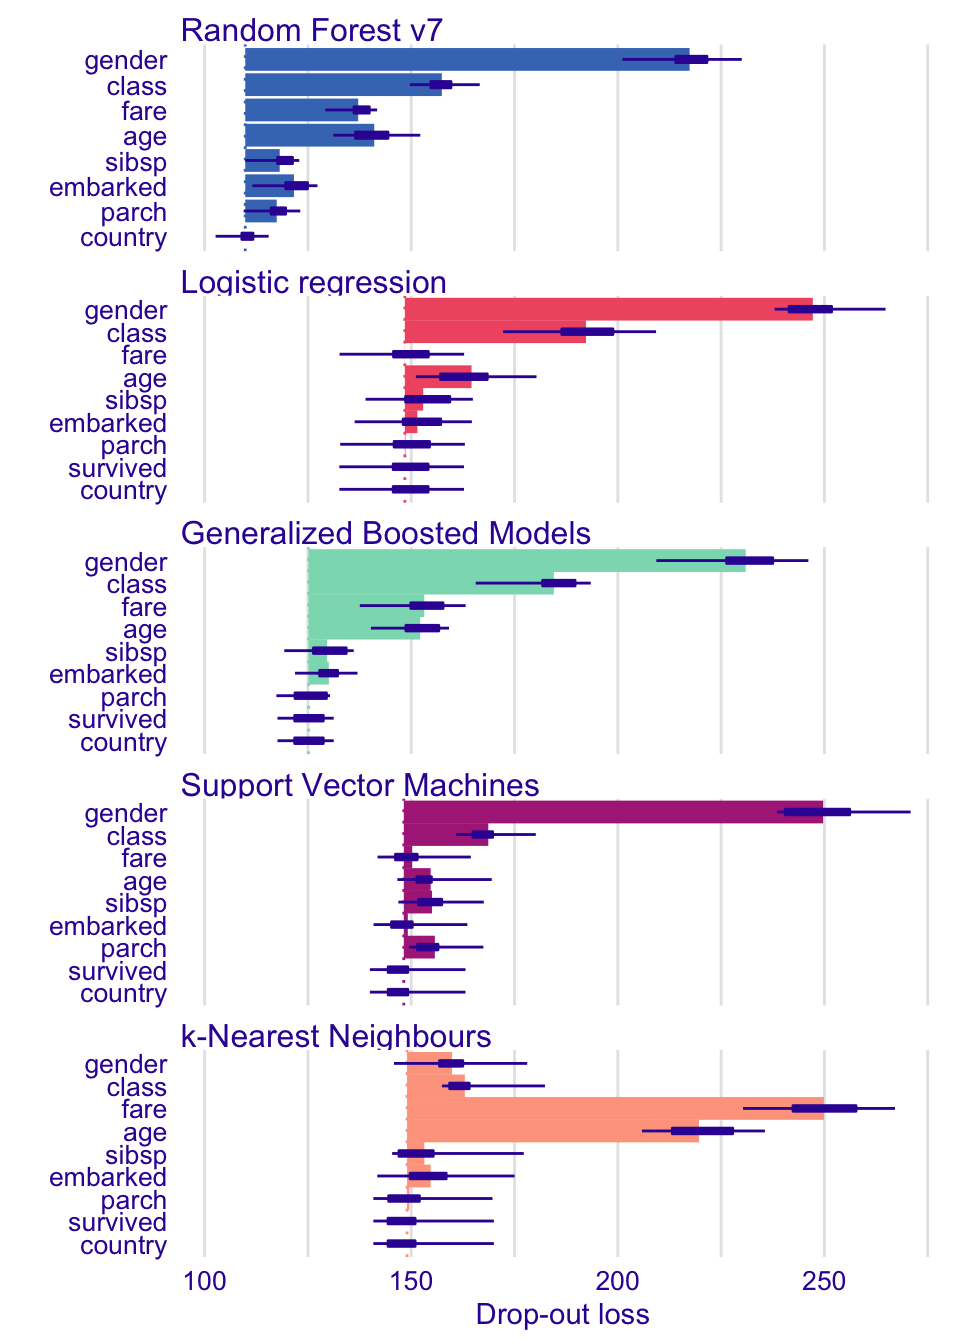 Random Forest v7
gender
class
fare
age
sibsp
embarked
parch
country
Logistic regression
gender
class
fare
age
sibsp
embarked
parch
survived
country
Generalized Boosted Models
gender
class
fare
age
sibsp
embarked
parch
survived
country
Support Vector Machines
gender
class
fare
age
sibsp
embarked
parch
survived
country
k-Nearest Neighbours
gender
class
fare
age
sibsp
embarked
parch
survived
country
100 150 200 250
Drop-out loss